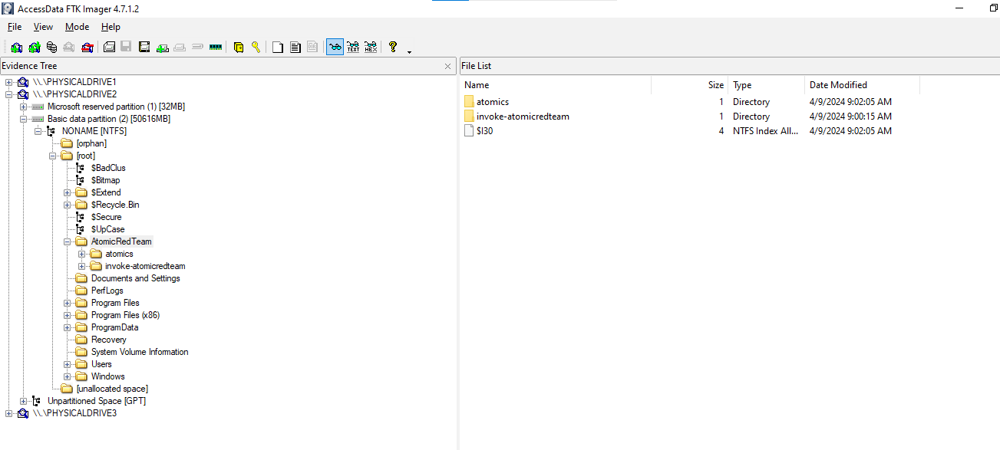 AccessData FTK Imager 4.7.1.2
File View Mode Help
TEXT HEX DIR
Evidence Tree
\\.\PHYSICALDRIVE1
\\.\PHYSICALDRIVE2
Microsoft reserved partition (1) [32MB]
Basic data partition (2) [50616MB]
NONAME [NTFS]
[orphan]
[root]
$BadClus
$Bitmap
$Extend
$Recycle.Bin
$Secure
$UpCase
AtomicRedTeam
atomics
invoke-atomicredteam
Documents and Settings
PerfLogs
Program Files
Program Files (x86)
ProgramData
Recovery
System Volume Information
Users
Windows
[unallocated space]
Unpartitioned Space [GPT]
\\.\PHYSICALDRIVE3
File List
Name Size Type Date Modified
atomics 1 Directory 4/9/2024 9:02:05 AM
invoke-atomicredteam 1 Directory 4/9/2024 9:00:15 AM
$I30 4 NTFS Index All... 4/9/2024 9:02:05 AM